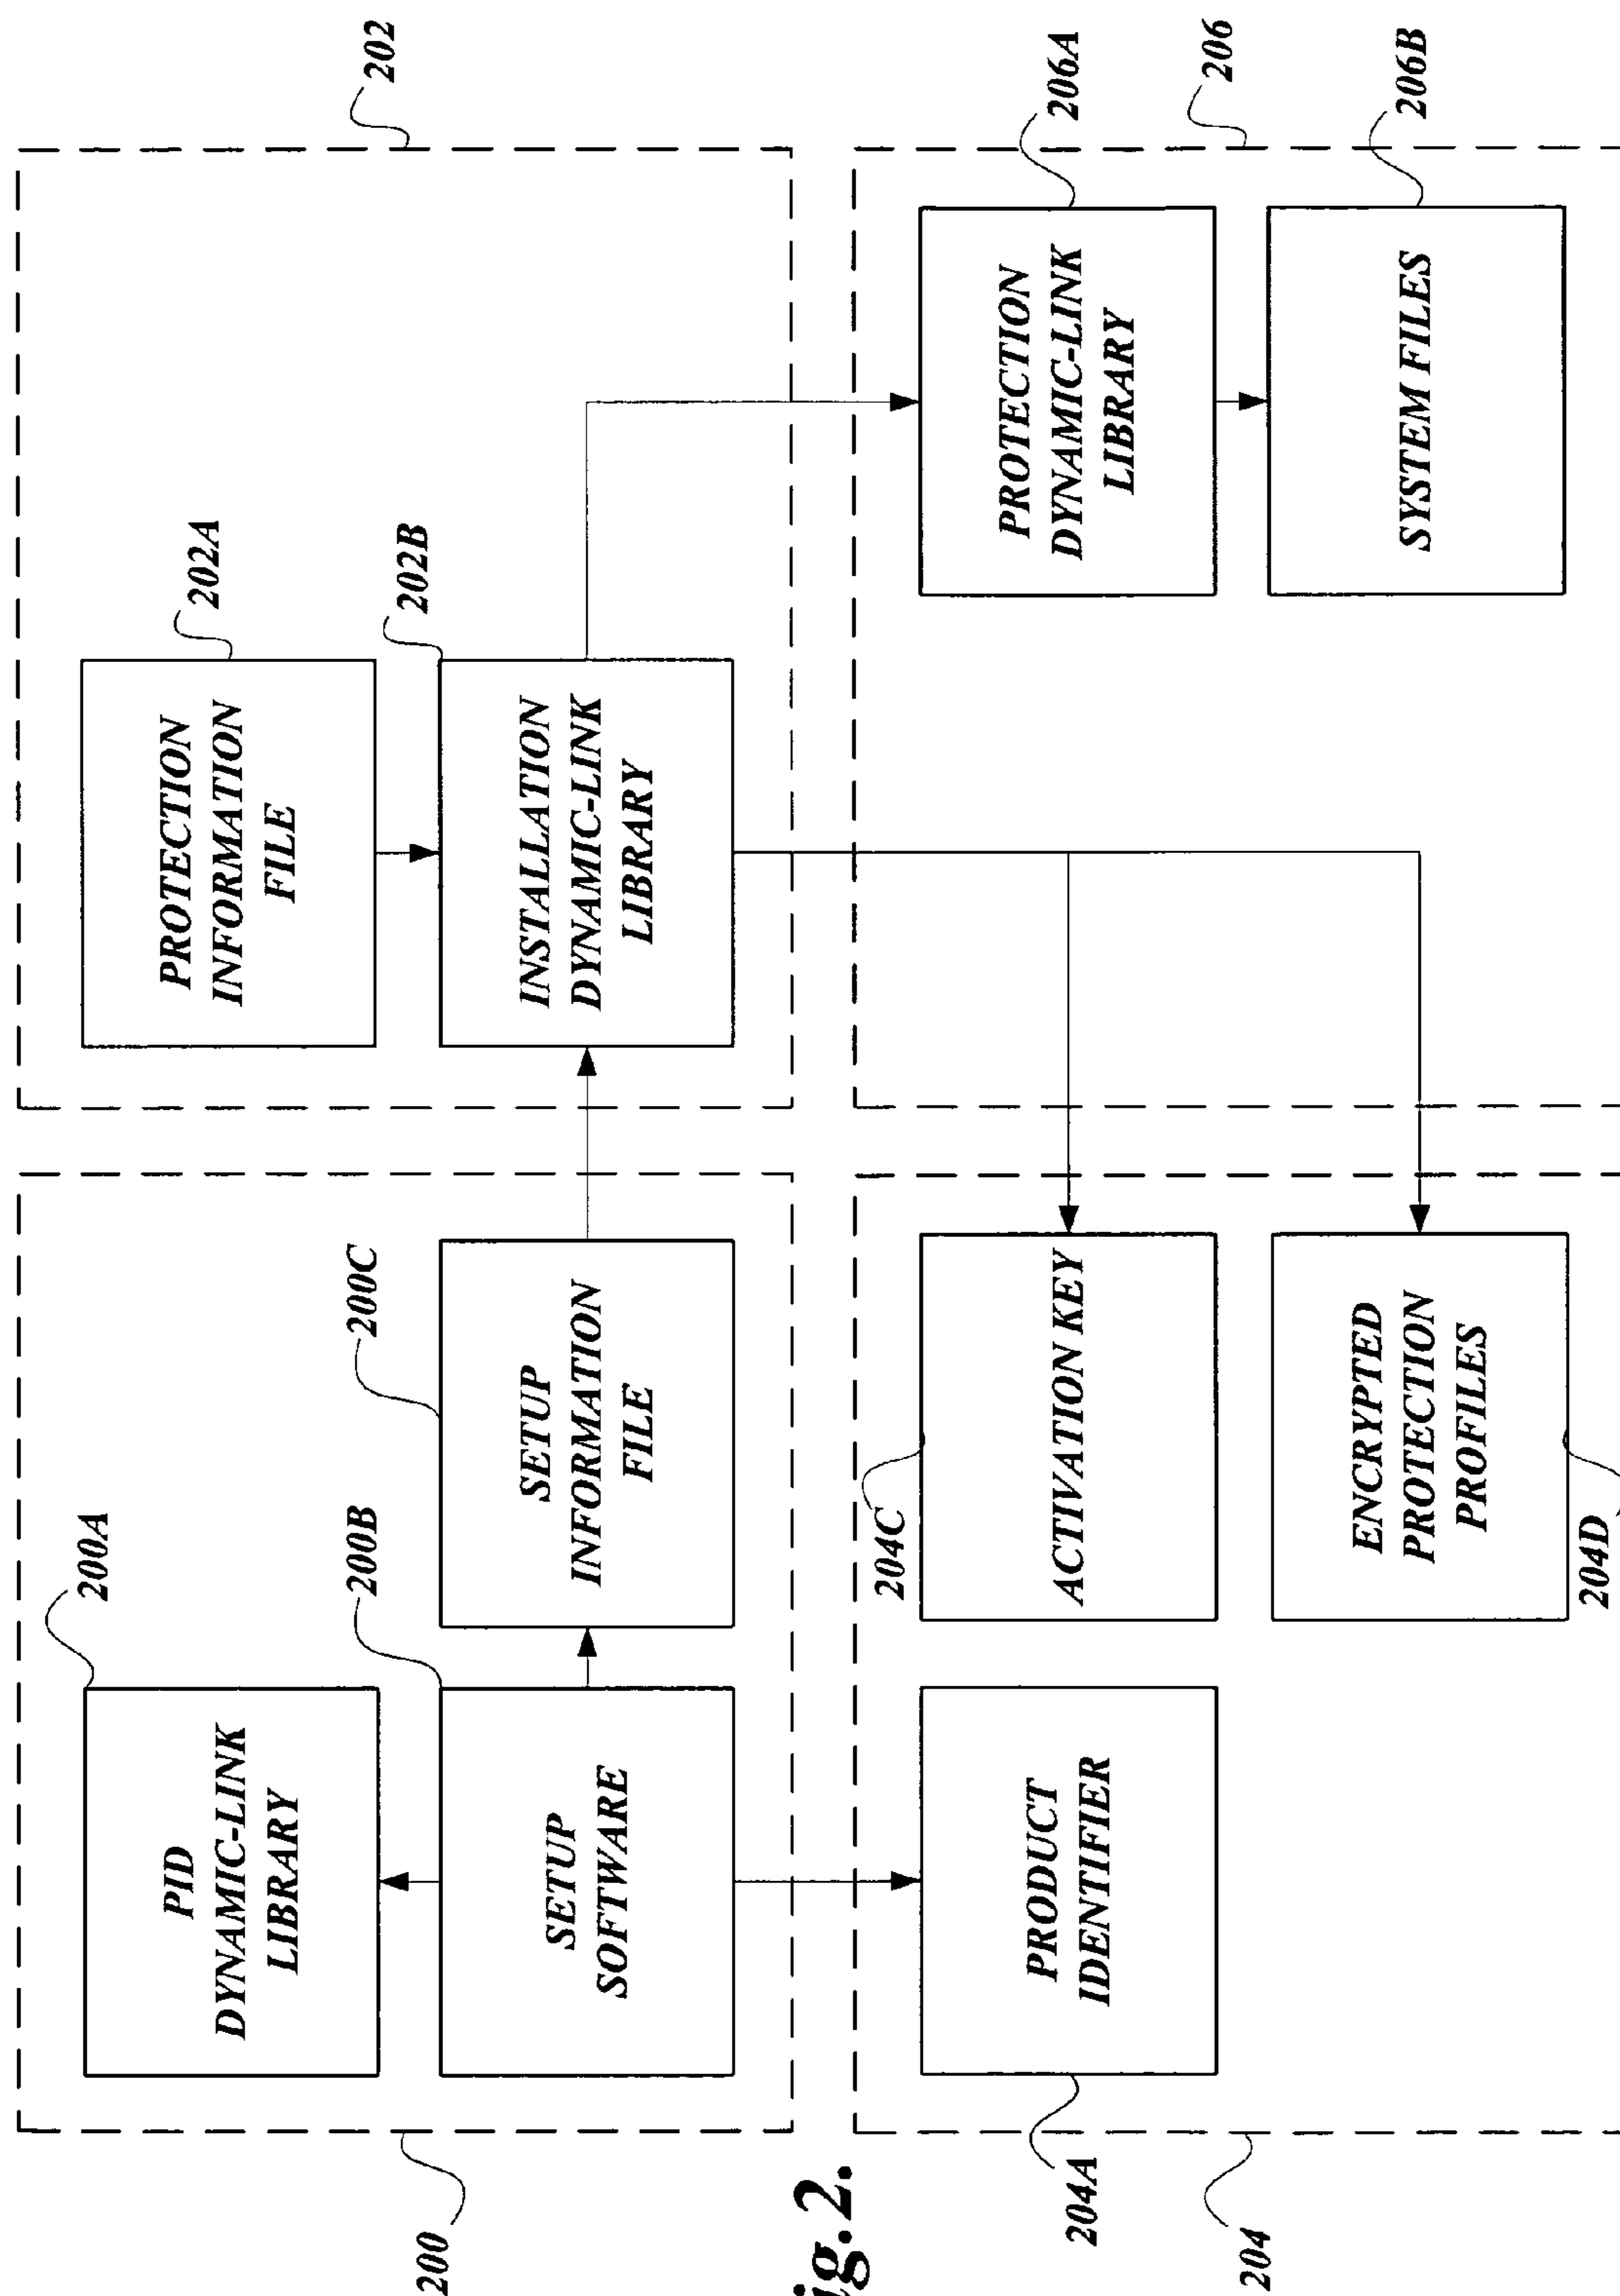 200A
PID
DYNAMIC-LINK
LIBRARY
202A
PROTECTION
INFORMATION
FILE
200B
200C
202
200
202B
SETUP
SOFTWARE
SETUP
INFORMATION
FILE
INSTALLATION
DYNAMIC-LINK
LIBRARY
ig.2.
204C
204A
PRODUCT
IDENTIFIER
ACTIVATION KEY
206A
PROTECTION
DYNAMIC-LINK
LIBRARY
204
206
ENCRYPTED
PROTECTION
PROFILES
SYSTEM FILES
206B
204D